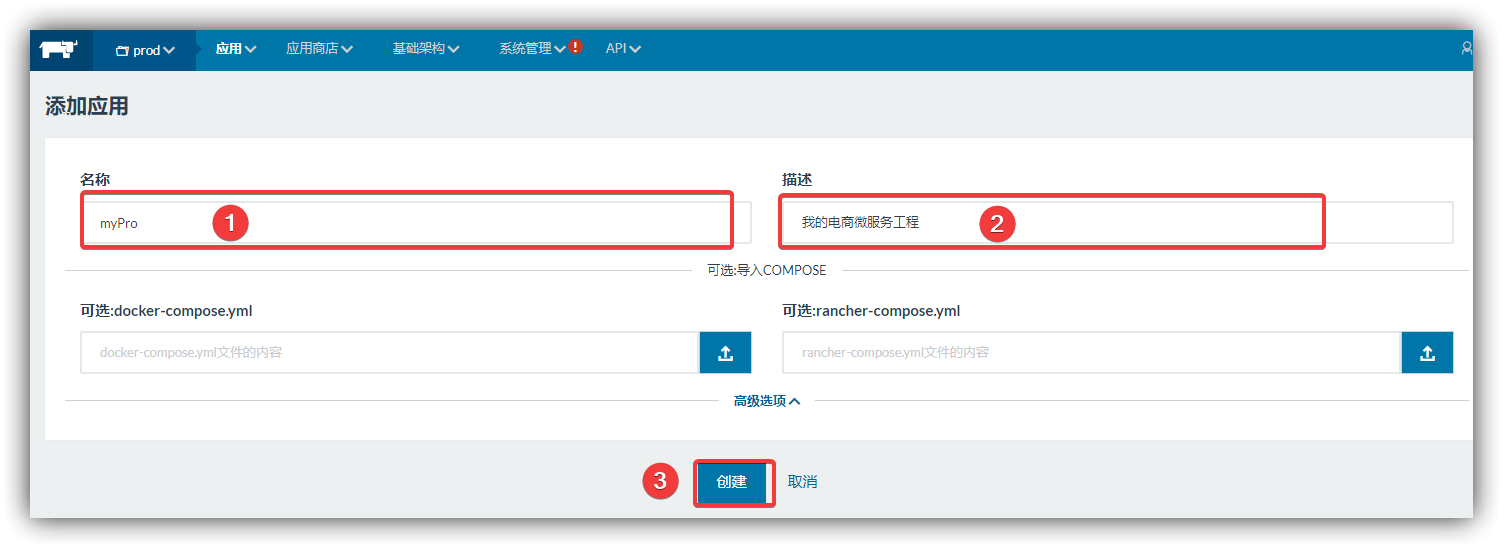 prod 应用 应用商店 基础架构 系统管理 ! API
添加应用
名称 描述
myPro 1 我的电商微服务工程 2
可选:导入COMPOSE
可选:docker-compose.yml 可选:rancher-compose.yml
docker-compose.yml文件的内容 rancher-compose.yml文件的内容
高级选项
3 创建 取消